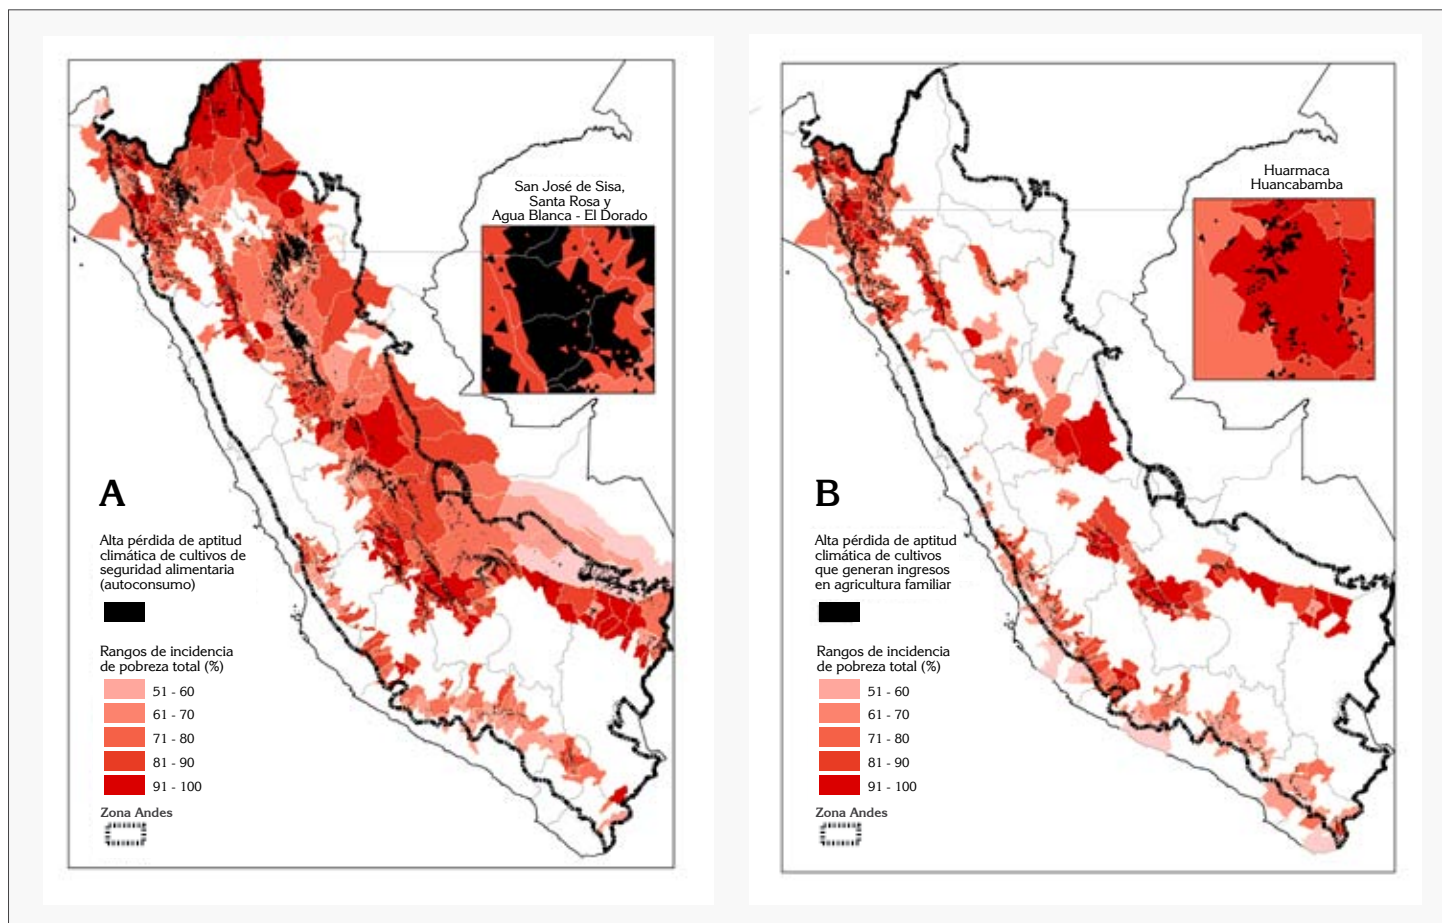 San José de Sisa,
Santa Rosa y
Agua Blanca - El Dorado
A
Alta pérdida de aptitud
climática de cultivos de
seguridad alimentaria
(autoconsumo)
Rangos de incidencia
de pobreza total (%)
51 - 60
61 - 70
71 - 80
81 - 90
91 - 100
Zona Andes
Huarmaca
Huancabamba
B
Alta pérdida de aptitud
climática de cultivos
que generan ingresos
en agricultura familiar
Rangos de incidencia
de pobreza total (%)
51 - 60
61 - 70
71 - 80
81 - 90
91 - 100
Zona Andes